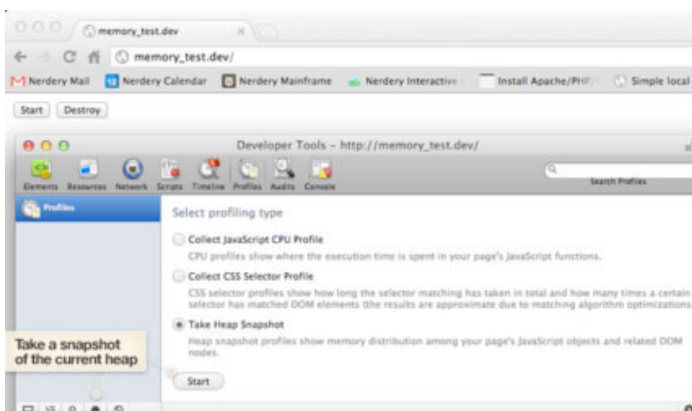 memory_test.dev
memory_test.dev/
Nerdery Mail
Nerdery Calendar
Nerdery Mainframe
Nerdery Interactive
Install Apache/PHP/
Simple local
Start
Destroy
Developer Tools - http://memory_test.dev/
Elements
Resources
Network
Scripts
Timeline
Profiles
Audits
Console
Search Profiles
Profiles
Select profiling type
Collect JavaScript CPU Profile
CPU profiles show where the execution time is spent in your page's JavaScript functions.
Collect CSS Selector Profile
CSS selector profiles show how long the selector matching has taken in total and how many times a certain
selector has matched DOM elements (the results are approximate due to matching algorithm optimizations
Take Heap Snapshot
Heap snapshot profiles show memory distribution among your page's JavaScript objects and related DOM
nodes.
Take a snapshot
of the current heap
Start